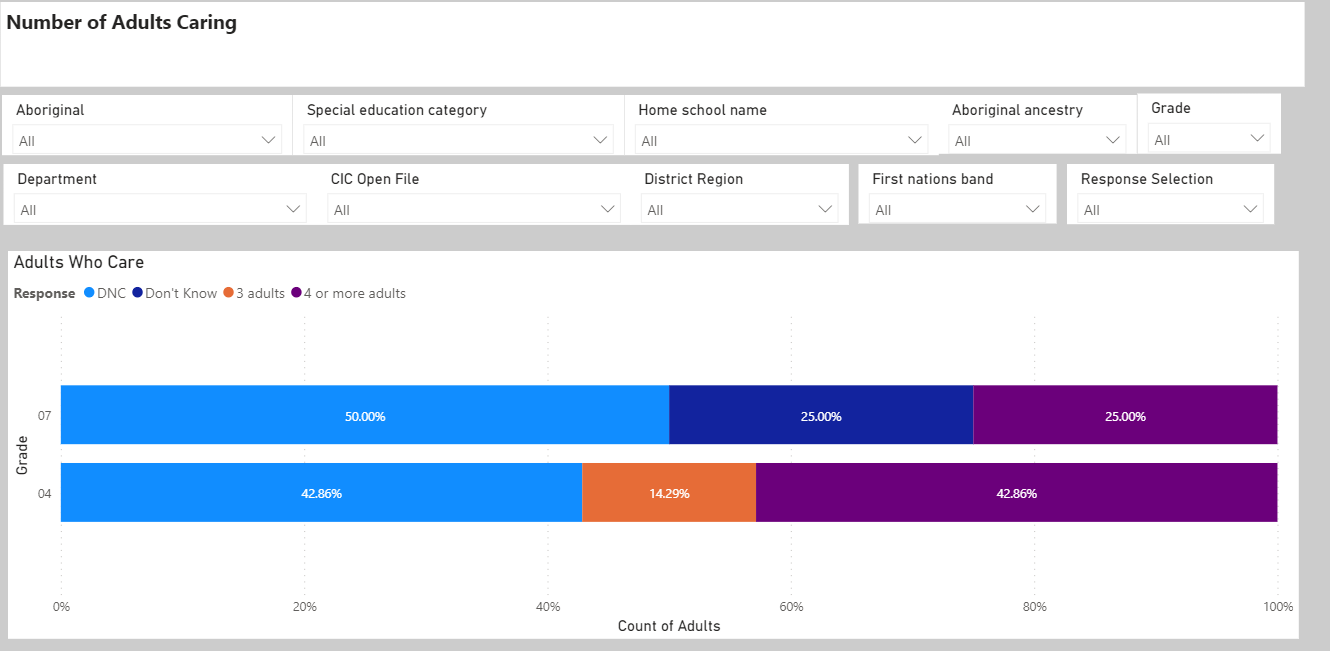 Number of Adults Caring
Aboriginal Special education category Home school name Aboriginal ancestry Grade
All All All All All
Department CIC Open File District Region First nations band Response Selection
All All All All All
Adults Who Care
Response DNC Don't Know 3 adults 4 or more adults
07 50.00% 25.00% 25.00%
Grade
04 42.86% 14.29% 42.86%
0% 20% 40% 60% 80% 100%
Count of Adults